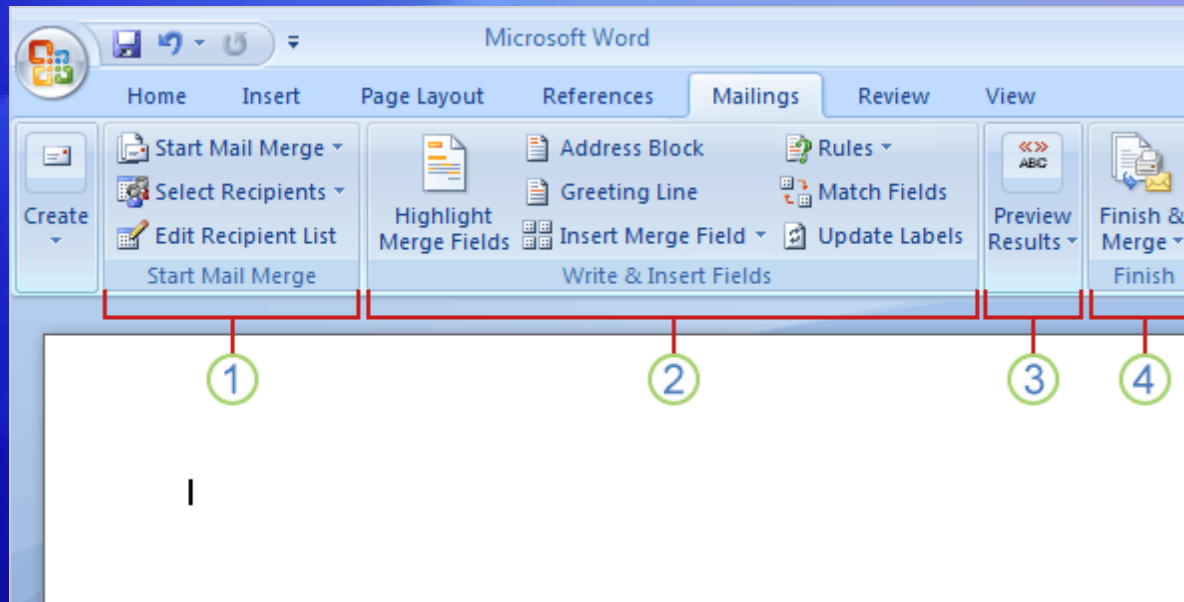 Microsoft Word
Home Insert Page Layout References Mailings Review View
Create
Start Mail Merge
Select Recipients
Edit Recipient List
Start Mail Merge
Highlight
Merge Fields
Address Block
Greeting Line
Insert Merge Field
Rules
Match Fields
Update Labels
Write & Insert Fields
«»
ABC
Preview
Results
Finish &
Merge
Finish
1 2 3 4